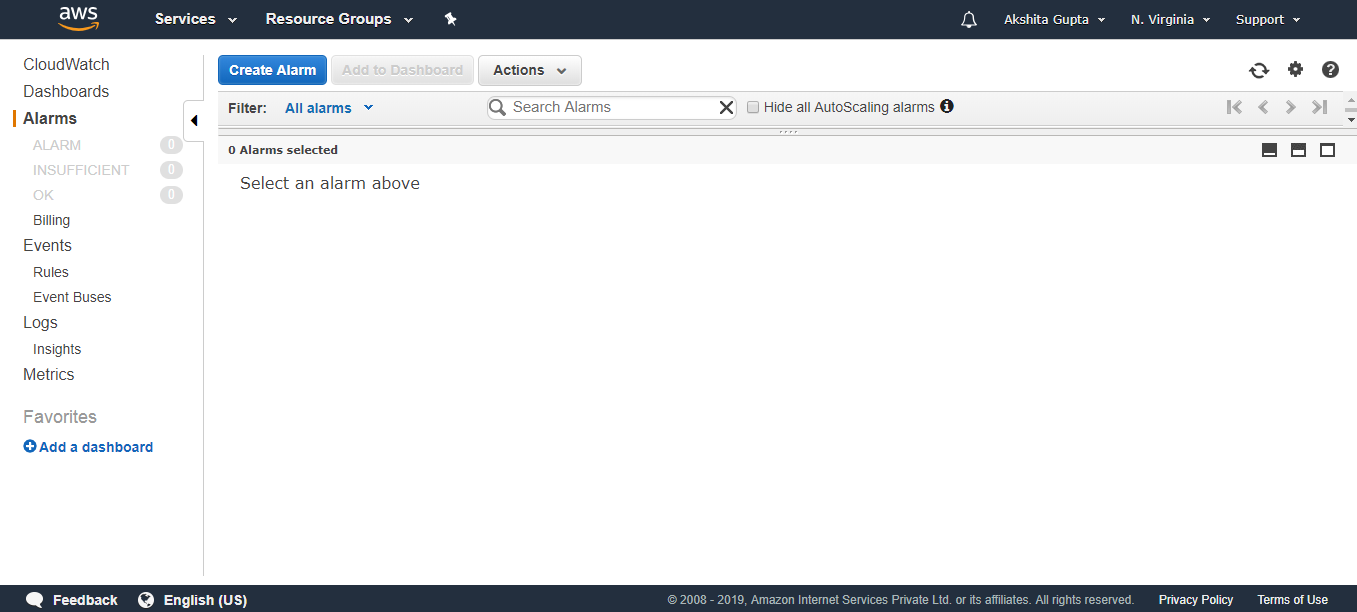 aws Services Resource Groups Akshita Gupta N. Virginia Support
CloudWatch
Dashboards
Alarms
ALARM 0
INSUFFICIENT 0
OK 0
Billing
Events
Rules
Event Buses
Logs
Insights
Metrics
Favorites
Add a dashboard
Create Alarm Add to Dashboard Actions
Filter: All alarms Search Alarms Hide all AutoScaling alarms
0 Alarms selected
Select an alarm above
Feedback English (US) © 2008 - 2019, Amazon Internet Services Private Ltd. or its affiliates. All rights reserved. Privacy Policy Terms of Use